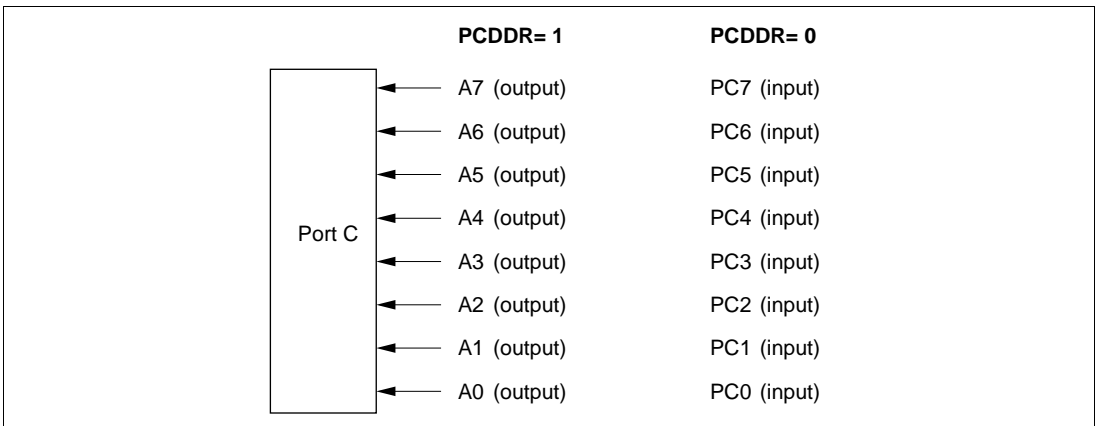 PCDDR= 1 PCDDR= 0
A7 (output) PC7 (input)
A6 (output) PC6 (input)
A5 (output) PC5 (input)
A4 (output) PC4 (input)
Port C
A3 (output) PC3 (input)
A2 (output) PC2 (input)
A1 (output) PC1 (input)
A0 (output) PC0 (input)